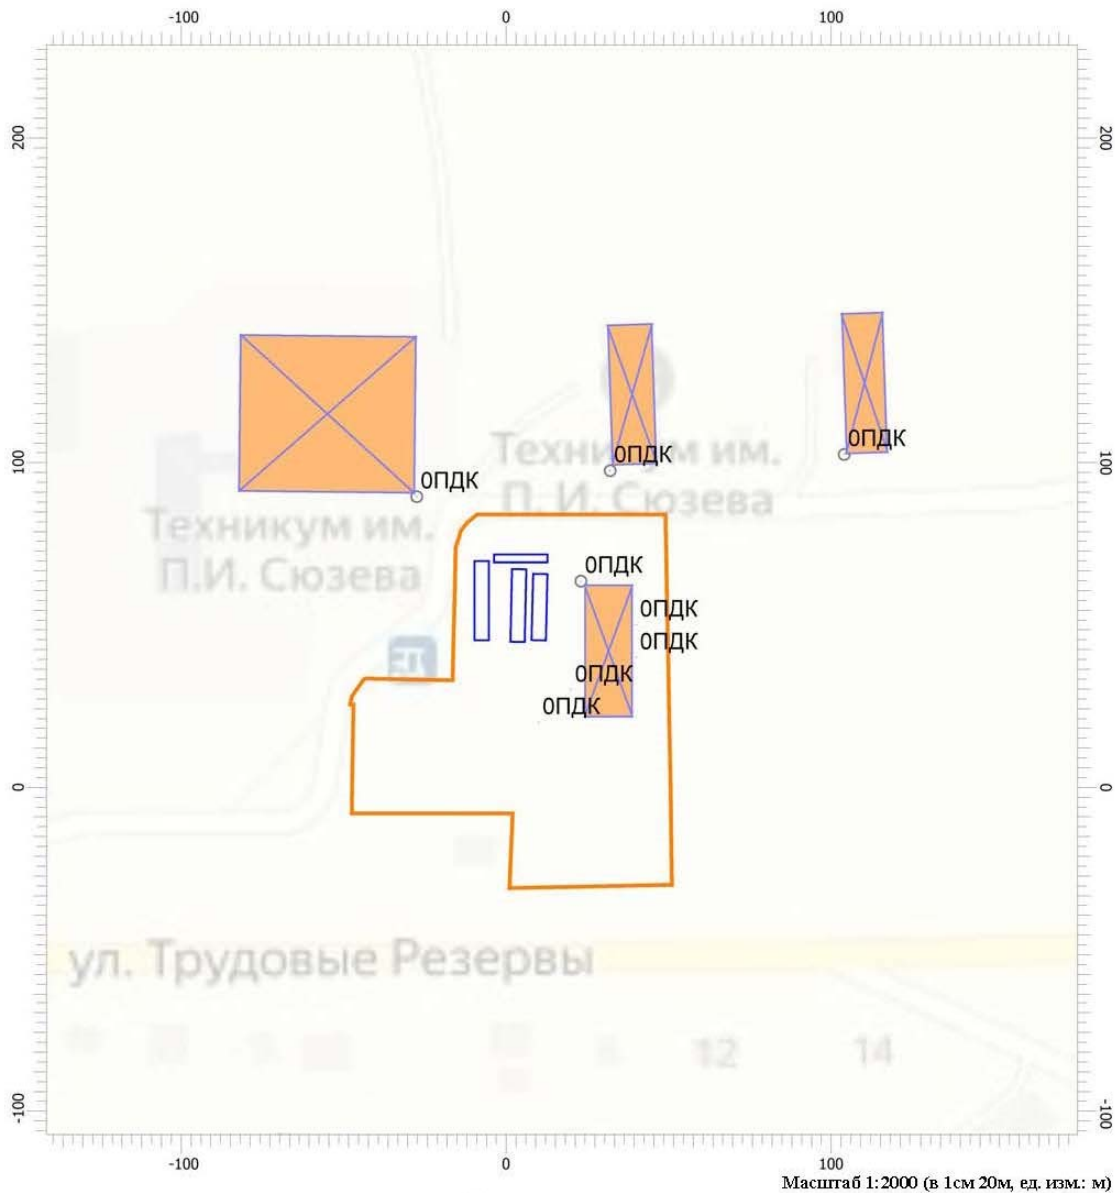 -100 0 100
200 200
0ПДК
0ПДК
100 100
Техникум им.
0ПДК
П. И. Сюзева
Техникум им.
П.И. Сюзева
0ПДК
0ПДК
0ПДК
0ПДК
0ПДК
0 0
ул. Трудовые Резервы
12 14
-100 -100
-100 0 100
Масштаб 1:2000 (в 1см 20м, ед. изм.: м)